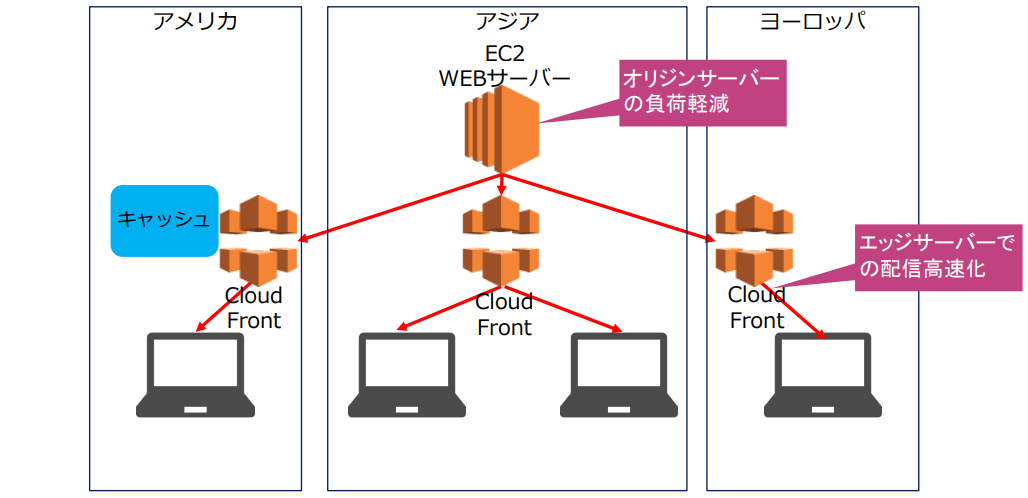 アメリカ
アジア
ヨーロッパ
EC2
WEBサーバー
オリジンサーバー
の負荷軽減
キャッシュ
エッジサーバーで
の配信高速化
Cloud
Front
Cloud
Front
Cloud
Front